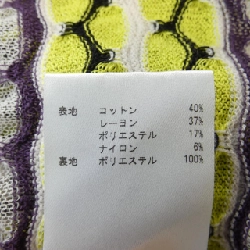 表地 コットン 40%
レーヨン 37%
ポリエステル 17%
ナイロン 6%
裏地 ポリエステル 100%